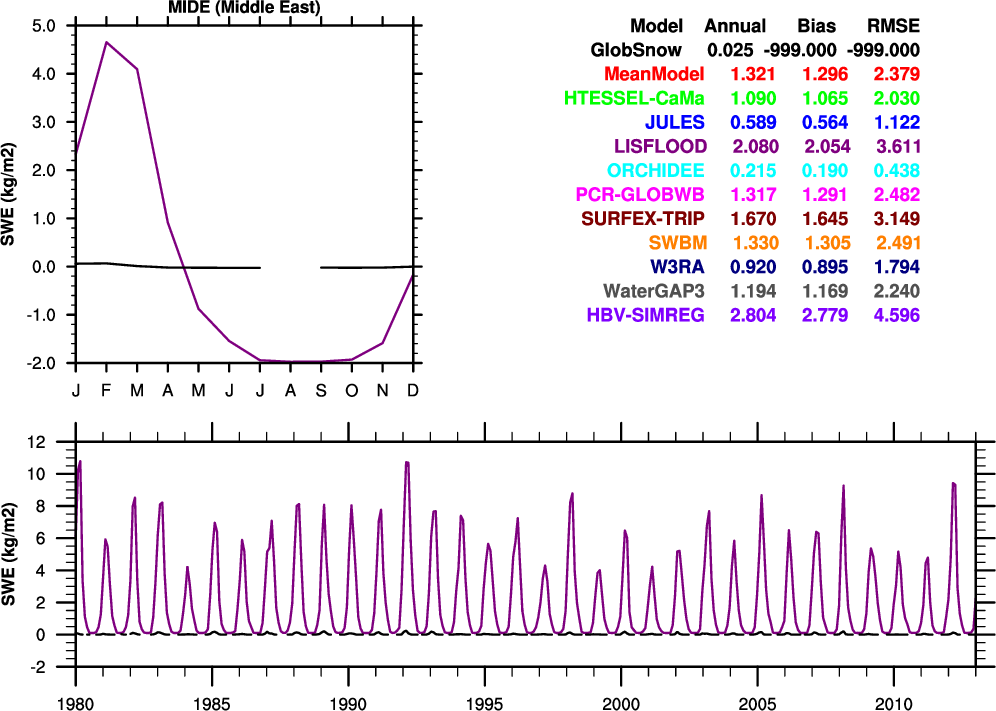 MIDE (Middle East)
5.0
4.0
3.0
2.0
1.0
0.0
-1.0
-2.0
SWE (kg/m2)
J F M A M J J A S O N D
Model Annual Bias RMSE
GlobSnow 0.025 -999.000 -999.000
MeanModel 1.321 1.296 2.379
HTESSEL-CaMa 1.090 1.065 2.030
JULES 0.589 0.564 1.122
LISFLOOD 2.080 2.054 3.611
ORCHIDEE 0.215 0.190 0.438
PCR-GLOBWB 1.317 1.291 2.482
SURFEX-TRIP 1.670 1.645 3.149
SWBM 1.330 1.305 2.491
W3RA 0.920 0.895 1.794
WaterGAP3 1.194 1.169 2.240
HBV-SIMREG 2.804 2.779 4.596
12
10
8
6
4
2
0
-2
SWE (kg/m2)
1980 1985 1990 1995 2000 2005 2010